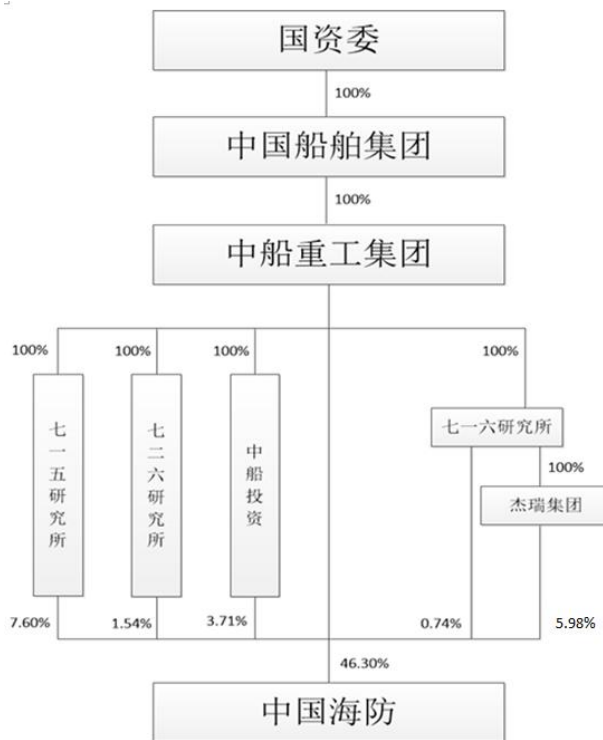 国资委
100%
中国船舶集团
100%
中船重工集团
100%
100%
100%
100%
七一五研究所
七二六研究所
中船投资
七一六研究所
100%
杰瑞集团
7.60%
1.54%
3.71%
0.74%
5.98%
46.30%
中国海防